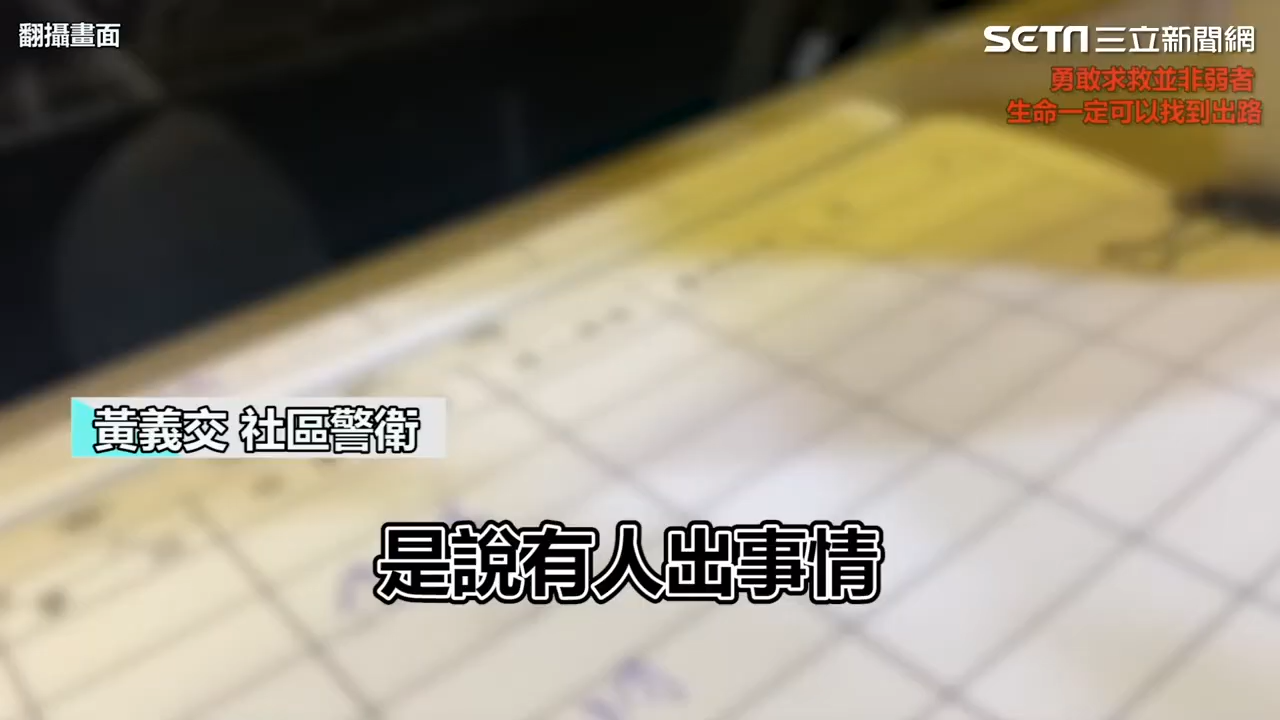 翻攝畫面
SETN三立新聞網
勇敢求救並非弱者
生命一定可以找到出路
黃義交 社區警衛
是說有人出事情